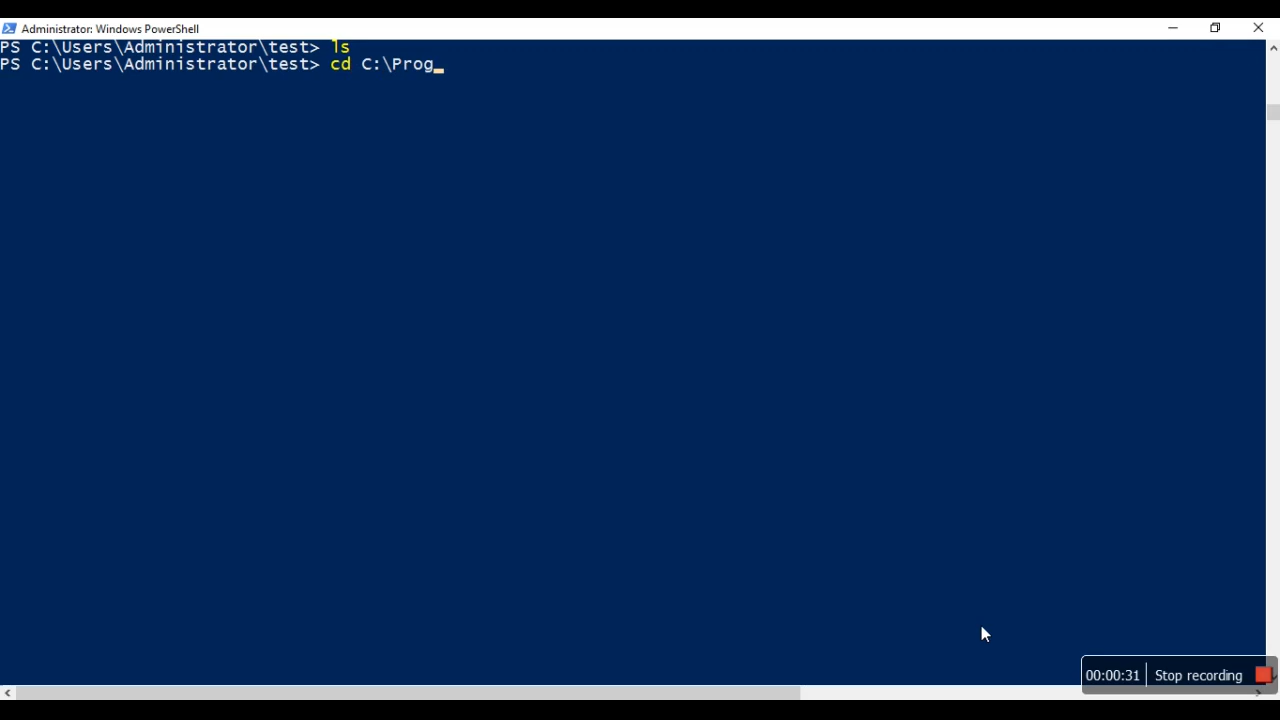 Administrator: Windows PowerShell
PS C:\Users\Administrator\test> ls
PS C:\Users\Administrator\test> cd C:\Prog_
00:00:31 Stop recording